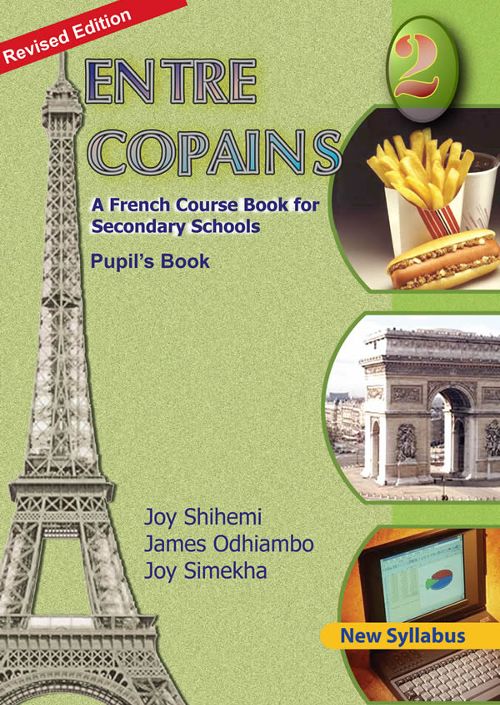 Revised Edition
2
ENTRE
COPAINS
A French Course Book for
Secondary Schools
Pupil's Book
Joy Shihemi
James Odhiambo
Joy Simekha
New Syllabus